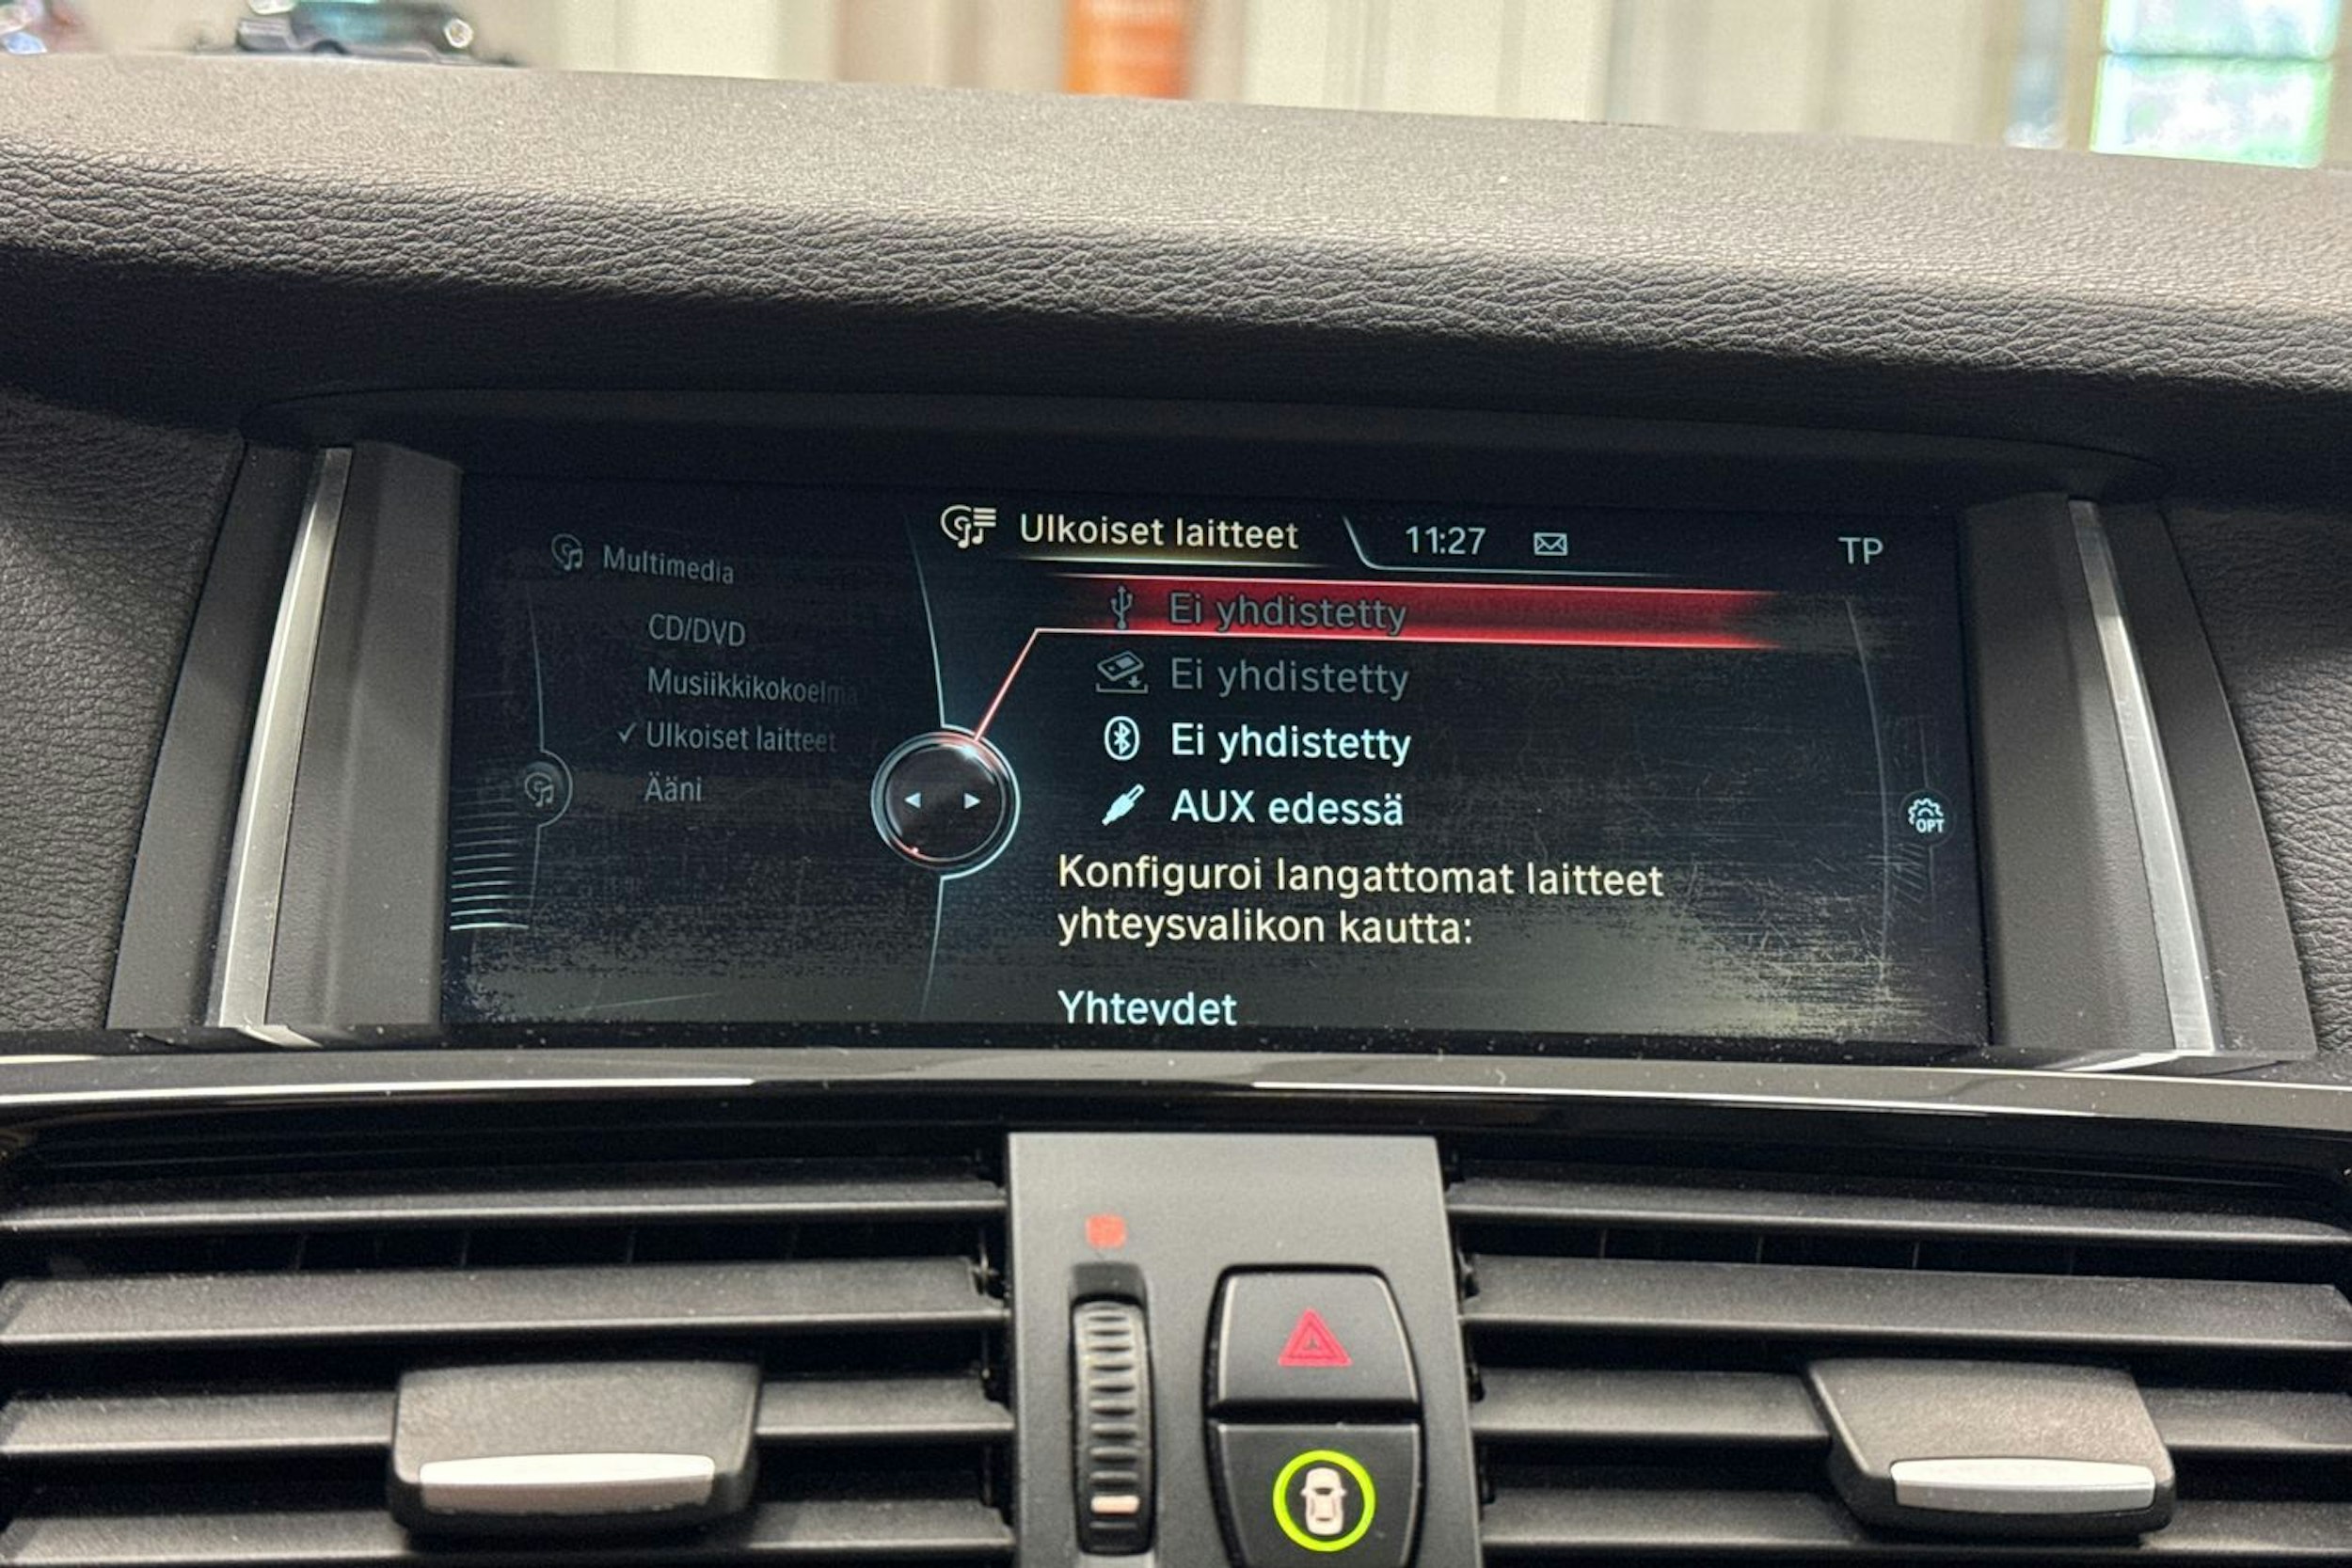 Multimedia
CD/DVD
Musiikkikokoelma
✓ Ulkoiset laitteet
Ääni
Ulkoiset laitteet
11:27
TP
Ei yhdistetty
Ei yhdistetty
Ei yhdistetty
AUX edessä
Konfiguroi langattomat laitteet
yhteysvalikon kautta:
Yhteydet
OPT